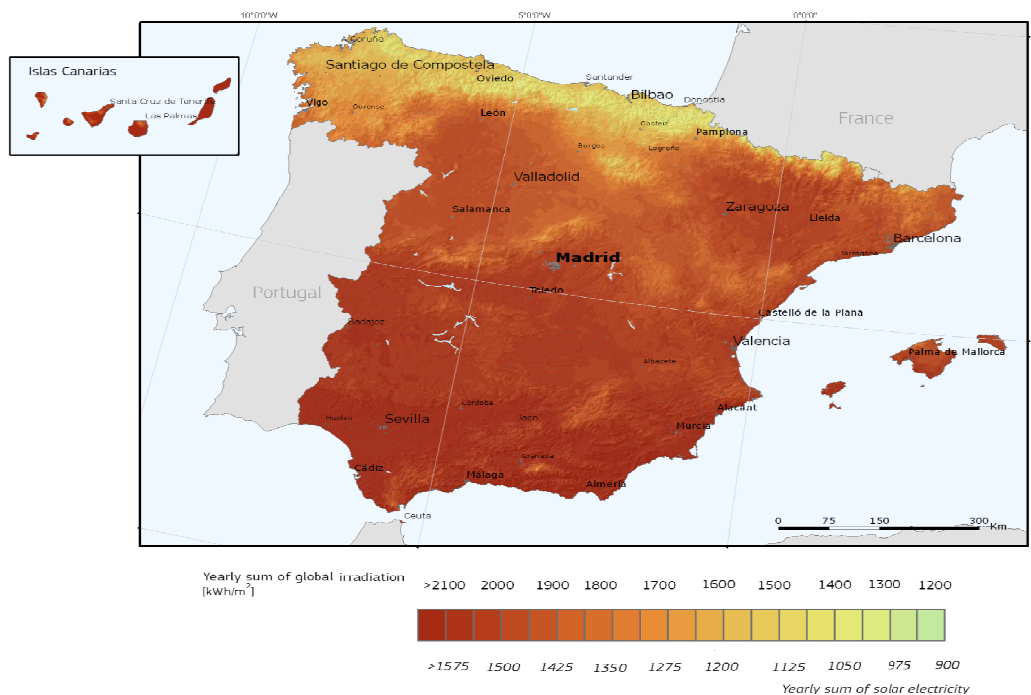 10°0'0"W 5°0'0"W 0°0'0"
Islas Canarias
Santa Cruz de Tenerife
Las Palmas
A Coruña
Santiago de Compostela
Oviedo
Santander
Bilbao
Donostia
France
Vigo
Ourense
León
Gasteiz
Pamplona
Burgos
Logroño
Valladolid
Salamanca
Zaragoza
Lleida
Barcelona
Tarragona
Madrid
Portugal
Toledo
Castelló de la Plana
Badajoz
Valencia
Palma de Mallorca
Albacete
Córdoba
Alacant
Huelva
Sevilla
Jaén
Murcia
Granada
Cádiz
Málaga
Almería
Ceuta
0 75 150 300 Km
Yearly sum of global irradiation
[kWh/m²]
>2100 2000 1900 1800 1700 1600 1500 1400 1300 1200
>1575 1500 1425 1350 1275 1200 1125 1050 975 900
Yearly sum of solar electricity